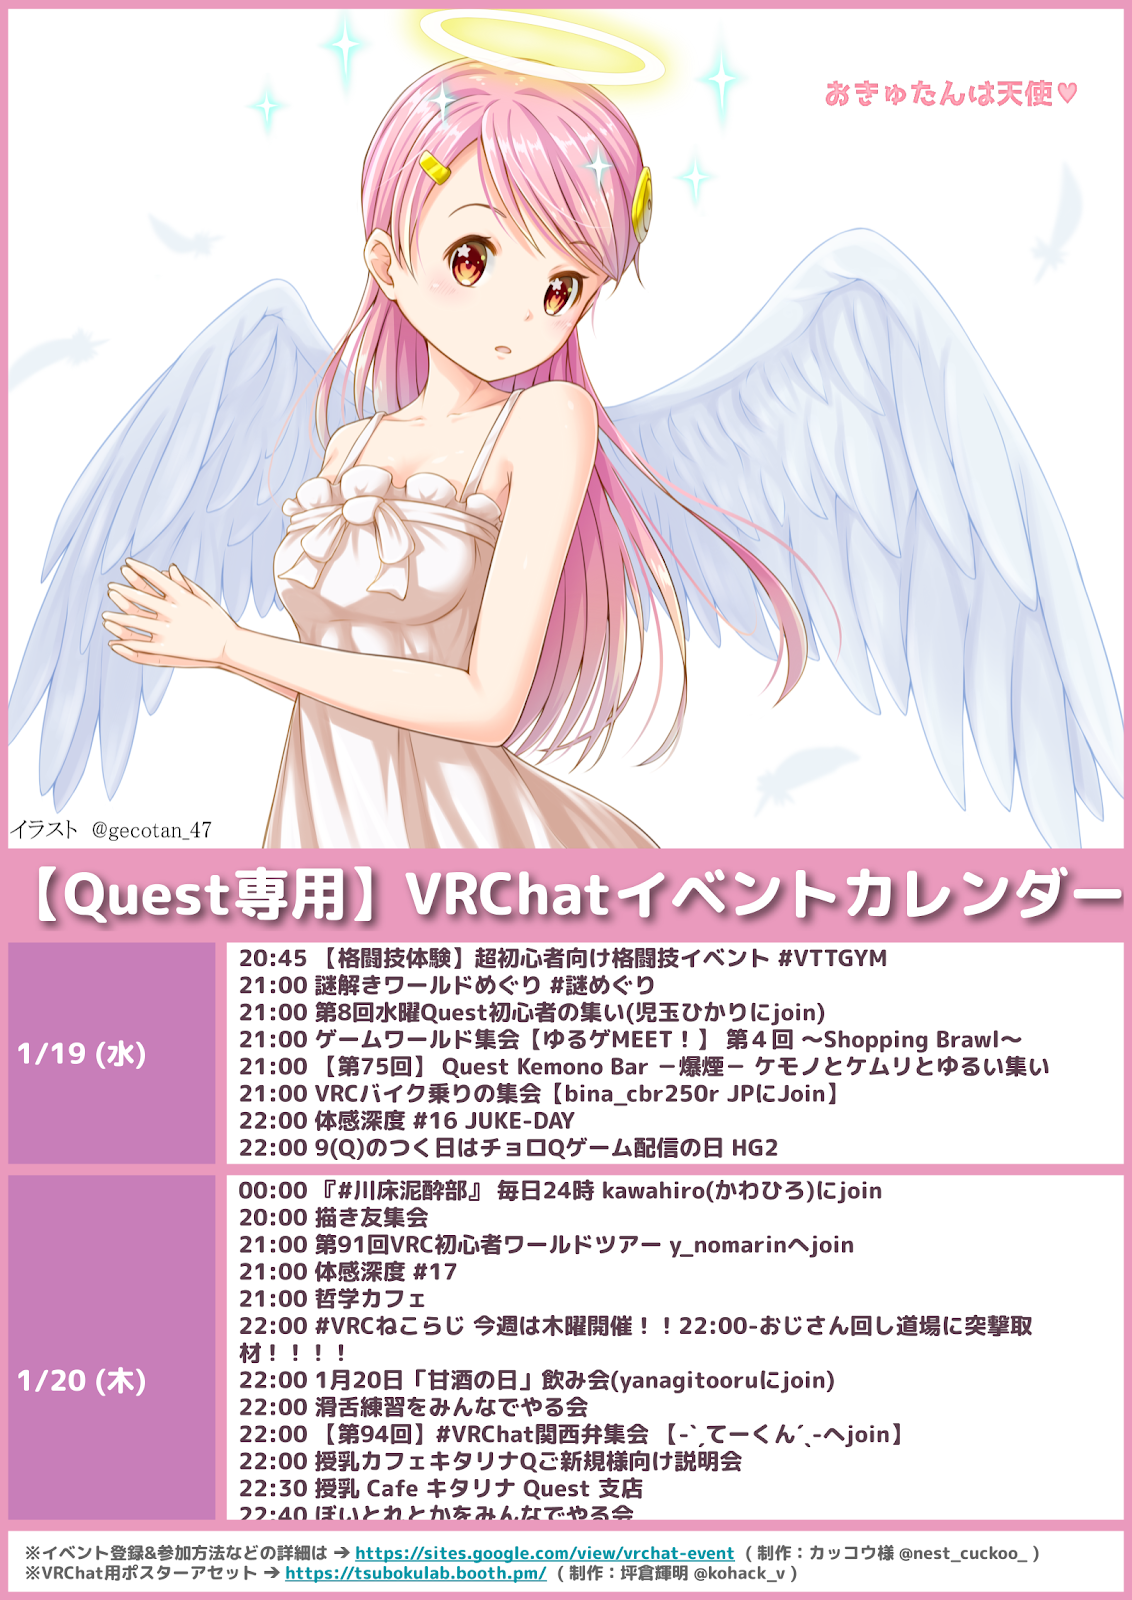 おきゅたんは天使♥
イラスト @gecotan_47
【Quest専用】VRChatイベントカレンダー
1/19 (水)
20:45 【格闘技体験】超初心者向け格闘技イベント #VTTGYM
21:00 謎解きワールドめぐり #謎めぐり
21:00 第8回水曜Quest初心者の集い(児玉ひかりにjoin)
21:00 ゲームワールド集会【ゆるゲMEET！】 第４回 ～Shopping Brawl～
21:00 【第75回】 Quest Kemono Bar －爆煙－ ケモノとケムリとゆるい集い
21:00 VRCバイク乗りの集会【bina_cbr250r JPにJoin】
22:00 体感深度 #16 JUKE-DAY
22:00 9(Q)のつく日はチョロQゲーム配信の日 HG2
1/20 (木)
00:00 『#川床泥酔部』 毎日24時 kawahiro(かわひろ)にjoin
20:00 描き友集会
21:00 第91回VRC初心者ワールドツアー y_nomarinへjoin
21:00 体感深度 #17
21:00 哲学カフェ
22:00 #VRCねこらじ 今週は木曜開催！！22:00-おじさん回し道場に突撃取
材！！！！
22:00 1月20日「甘酒の日」飲み会(yanagitooruにjoin)
22:00 滑舌練習をみんなでやる会
22:00 【第94回】#VRChat関西弁集会 【-ˋˏてーくんˊˎ-へjoin】
22:00 授乳カフェキタリナQご新規様向け説明会
22:30 授乳 Cafe キタリナ Quest 支店
22:40 ぼいとれとかをみんなでやる会
※イベント登録&参加方法などの詳細は ➔ https://sites.google.com/view/vrchat-event ( 制作：カッコウ様 @nest_cuckoo_ )
※VRChat用ポスターアセット ➔ https://tsubokulab.booth.pm/ ( 制作：坪倉輝明 @kohack_v )